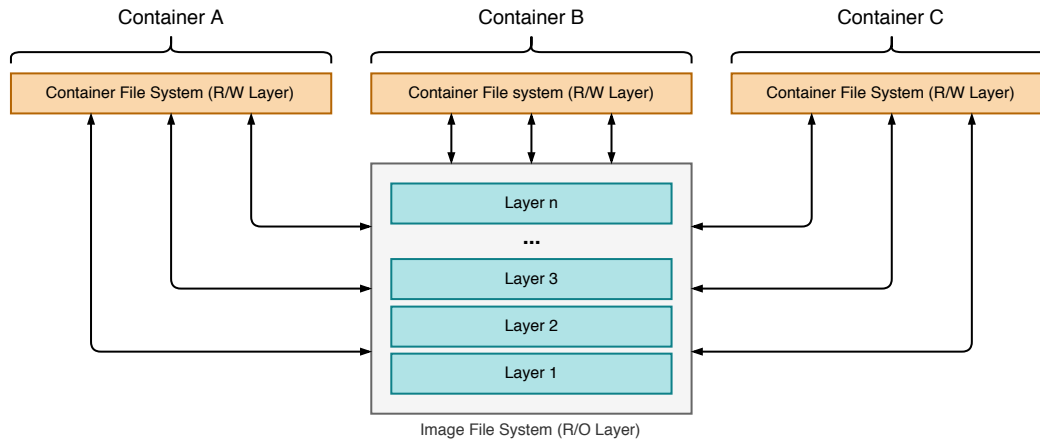 Container A
Container B
Container C
Container File System (R/W Layer)
Container File system (R/W Layer)
Container File System (R/W Layer)
Layer n
...
Layer 3
Layer 2
Layer 1
Image File System (R/O Layer)